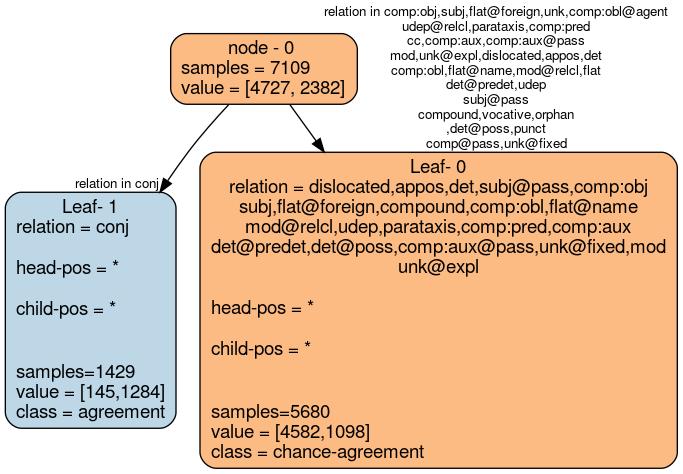 relation in comp:obj,subj,flat@foreign,unk,comp:obl@agent
udep@relcl,parataxis,comp:pred
cc,comp:aux,comp:aux@pass
mod,unk@expl,dislocated,appos,det
comp:obl,flat@name,mod@relcl,flat
det@predet,udep
subj@pass
compound,vocative,orphan
,det@poss,punct
comp@pass,unk@fixed
node - 0
samples = 7109
value = [4727, 2382]
relation in conj
Leaf- 1
relation = conj
head-pos = *
child-pos = *
samples=1429
value = [145,1284]
class = agreement
Leaf- 0
relation = dislocated,appos,det,subj@pass,comp:obj
subj,flat@foreign,compound,comp:obl,flat@name
mod@relcl,udep,parataxis,comp:pred,comp:aux
det@predet,det@poss,comp:aux@pass,unk@fixed,mod
unk@expl
head-pos = *
child-pos = *
samples=5680
value = [4582,1098]
class = chance-agreement